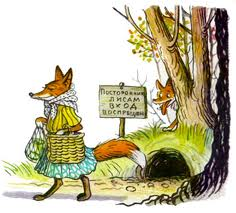 Посторонним
лисам
вход
воспрещен